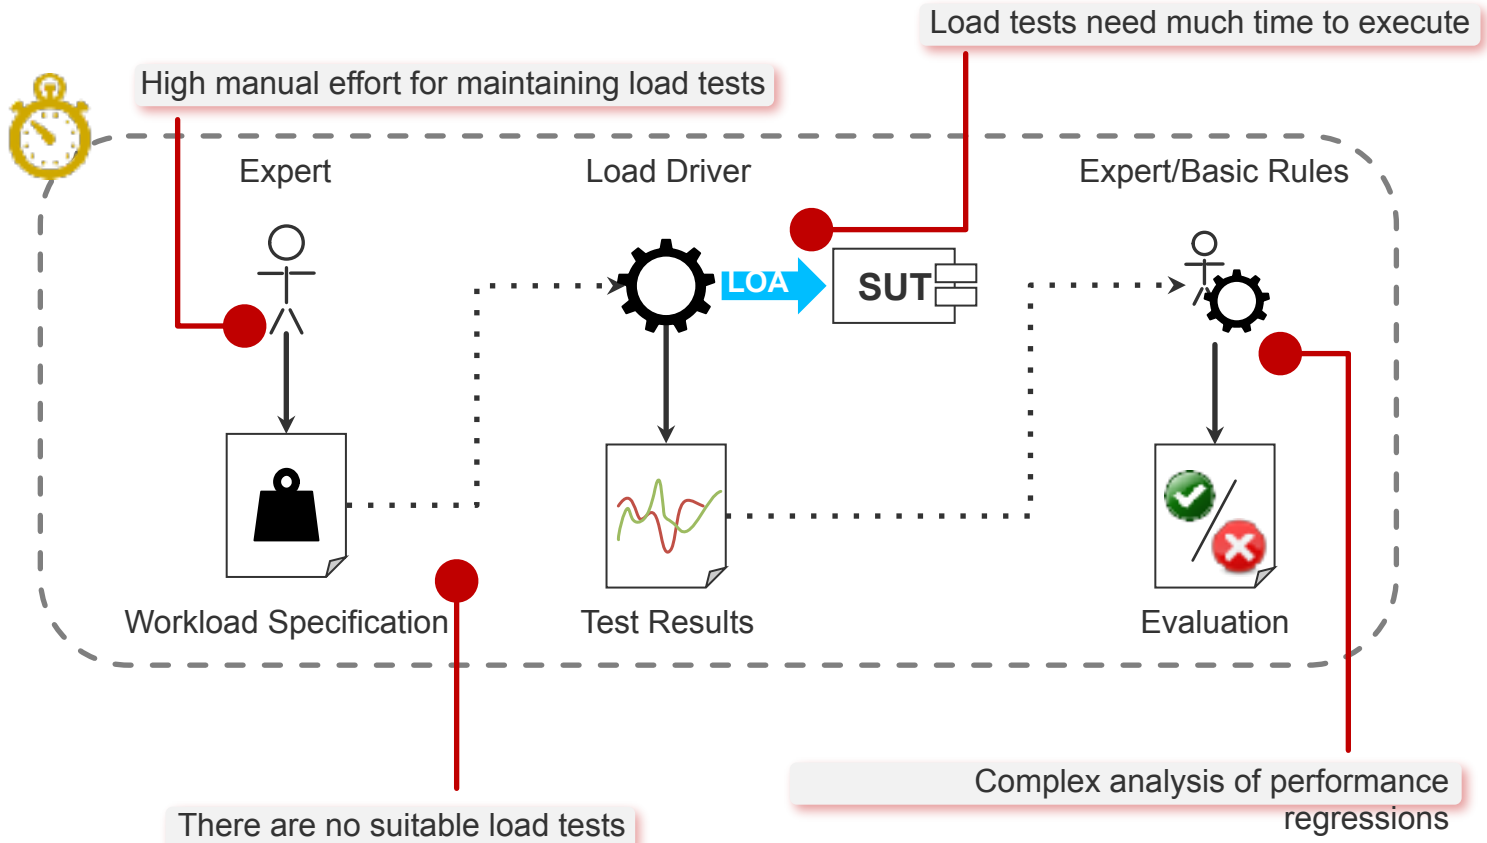 Load tests need much time to execute
High manual effort for maintaining load tests
Expert
Load Driver
Expert/Basic Rules
LOA
SUT
Workload Specification
Test Results
Evaluation
Complex analysis of performance
regressions
There are no suitable load tests